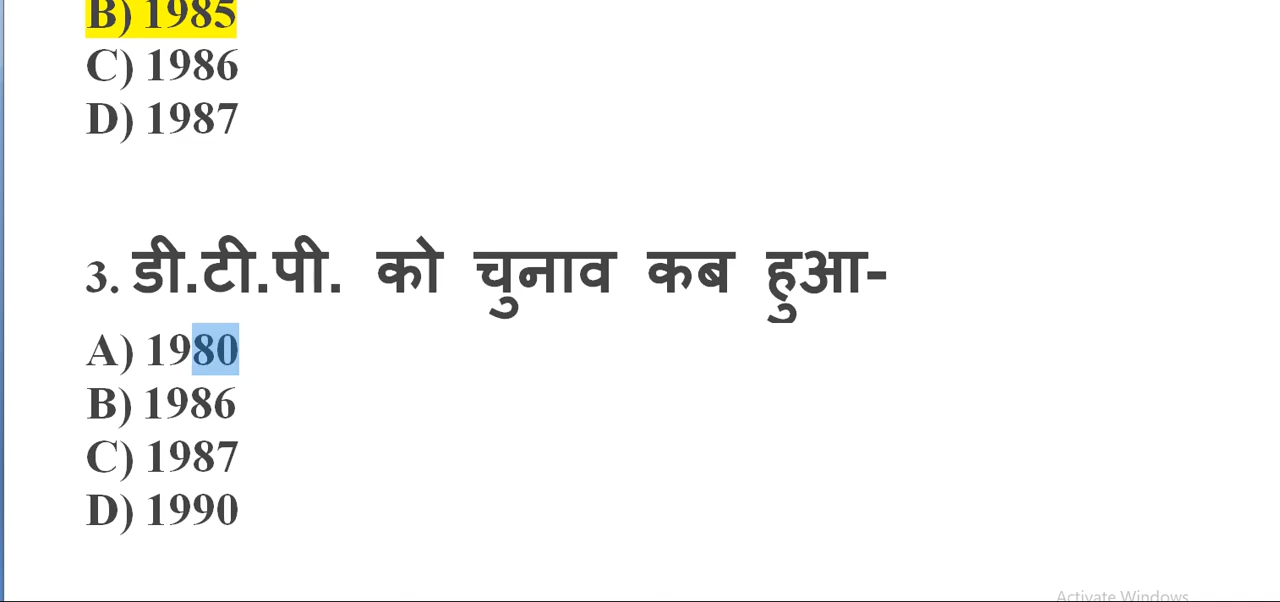 B) 1985
C) 1986
D) 1987
3. डी.टी.पी. को चुनाव कब हुआ-
A) 1980
B) 1986
C) 1987
D) 1990
Activate Windows